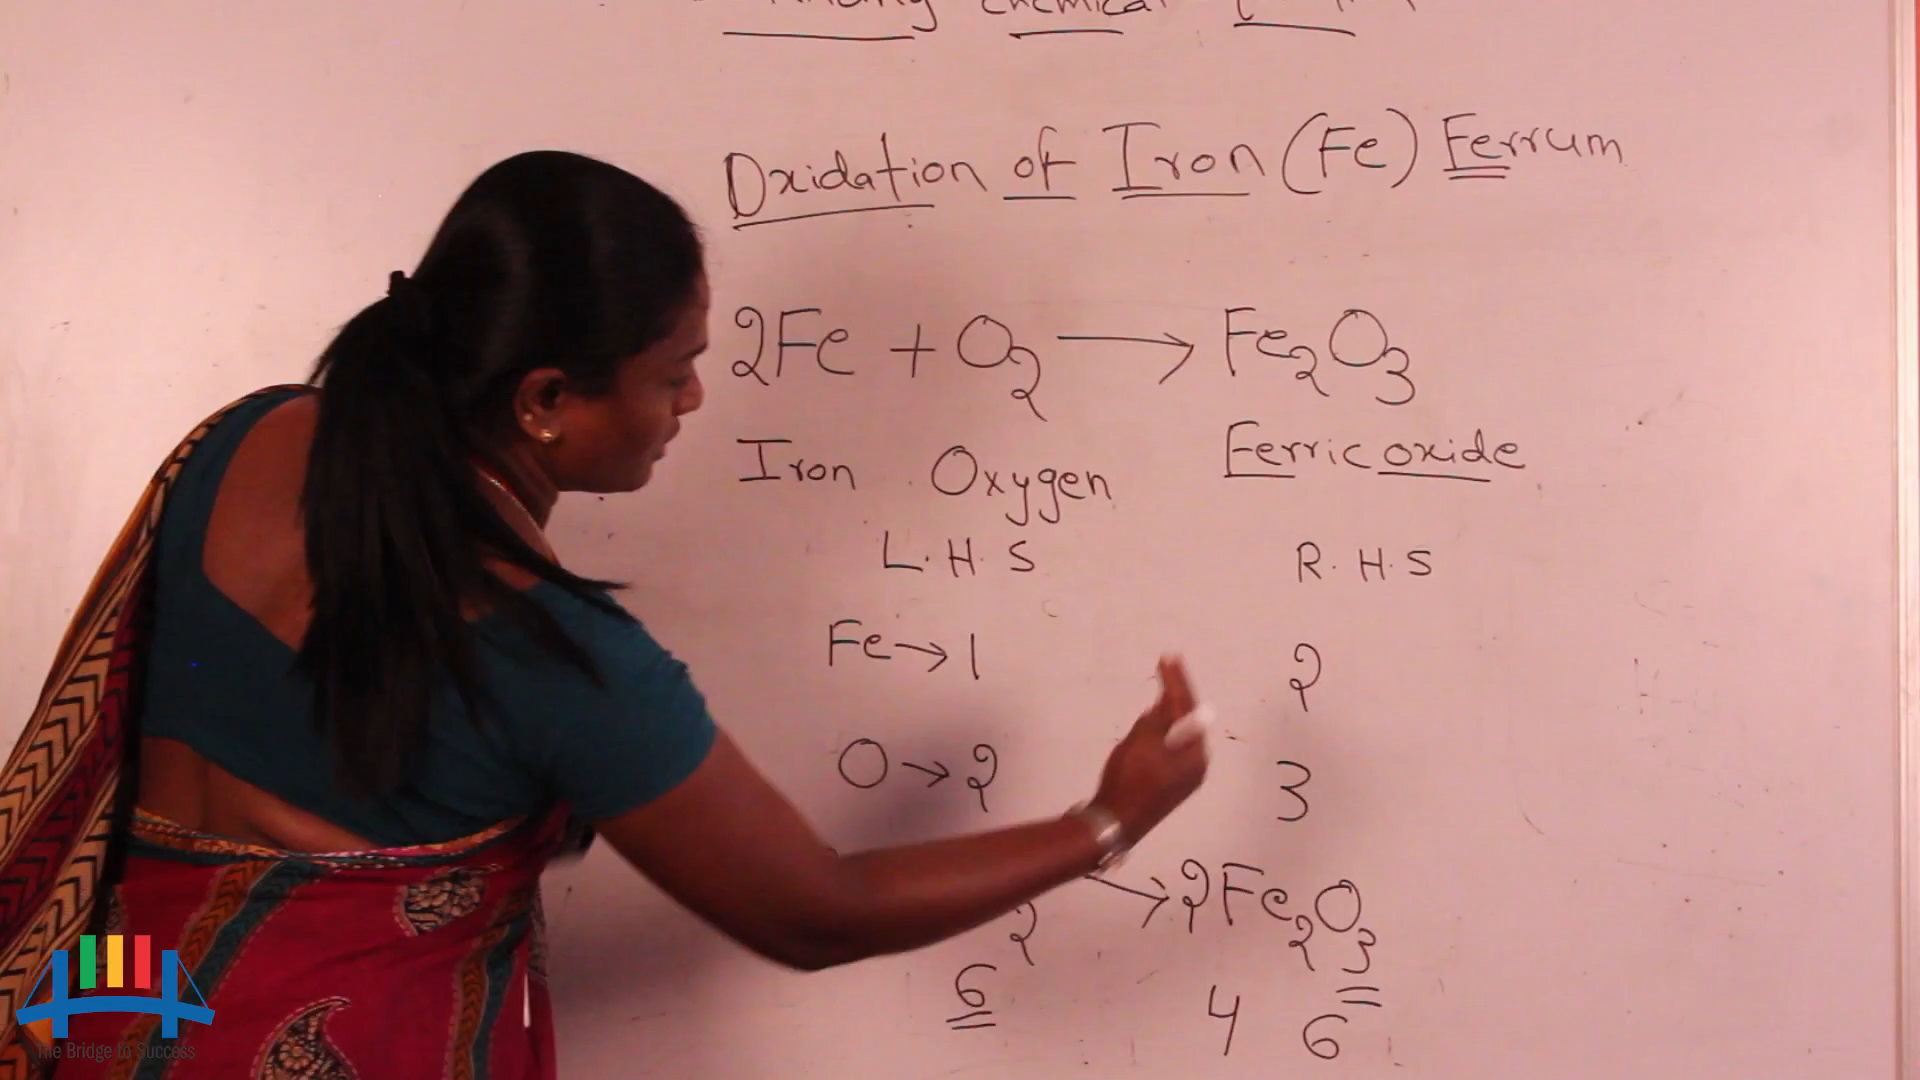 chemical
Oxidation of Iron (Fe) Ferrum
2Fe + O2 → Fe2O3
Iron Oxygen Ferric oxide
L.H.S R.H.S
Fe → 1 2
O → 2 3
2 → 2Fe2O3
6 4 6
The Bridge to Success